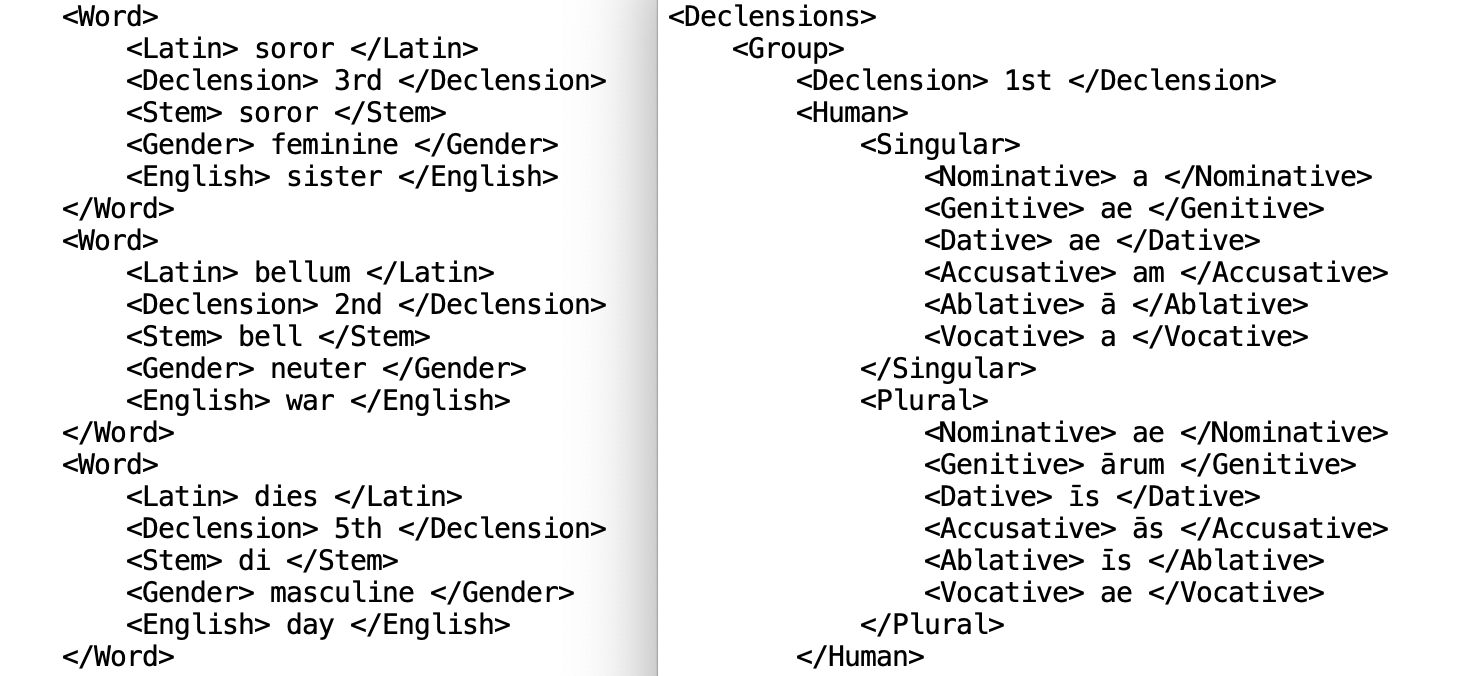 <Word>
<Latin> soror </Latin>
<Declension> 3rd </Declension>
<Stem> soror </Stem>
<Gender> feminine </Gender>
<English> sister </English>
</Word>
<Word>
<Latin> bellum </Latin>
<Declension> 2nd </Declension>
<Stem> bell </Stem>
<Gender> neuter </Gender>
<English> war </English>
</Word>
<Word>
<Latin> dies </Latin>
<Declension> 5th </Declension>
<Stem> di </Stem>
<Gender> masculine </Gender>
<English> day </English>
</Word>
<Declensions>
<Group>
<Declension> 1st </Declension>
<Human>
<Singular>
<Nominative> a </Nominative>
<Genitive> ae </Genitive>
<Dative> ae </Dative>
<Accusative> am </Accusative>
<Ablative> ā </Ablative>
<Vocative> a </Vocative>
</Singular>
<Plural>
<Nominative> ae </Nominative>
<Genitive> ārum </Genitive>
<Dative> īs </Dative>
<Accusative> ās </Accusative>
<Ablative> īs </Ablative>
<Vocative> ae </Vocative>
</Plural>
</Human>